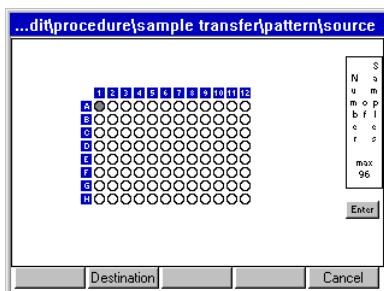 ...dit\procedure\sample transfer\pattern\source
1 2 3 4 5 6 7 8 9 10 11 12
A
B
C
D
E
F
G
H
Number of Samples
max
96
Enter
Destination
Cancel